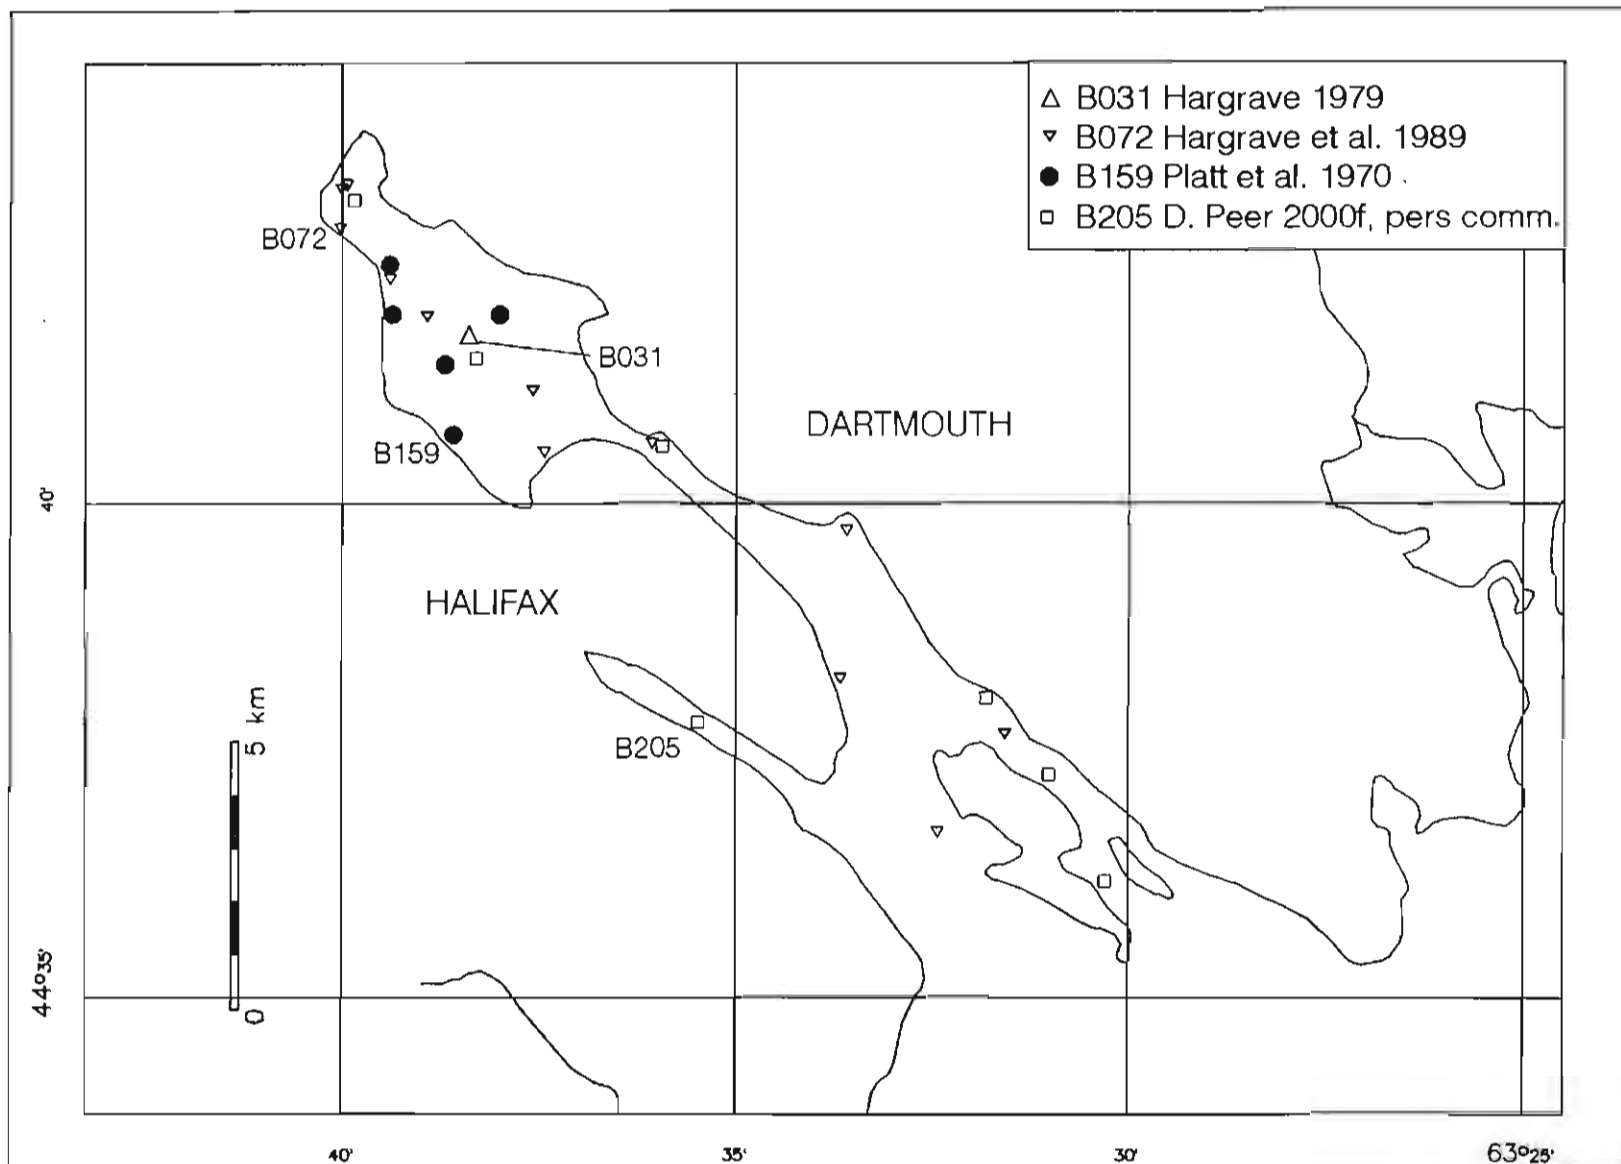 B031 Hargrave 1979
B072 Hargrave et al. 1989
B159 Platt et al. 1970
B205 D. Peer 2000f, pers comm.
B072
B031
DARTMOUTH
B159
40'
HALIFAX
B205
5 km
0
44°35'
40'
35'
30'
63°25'